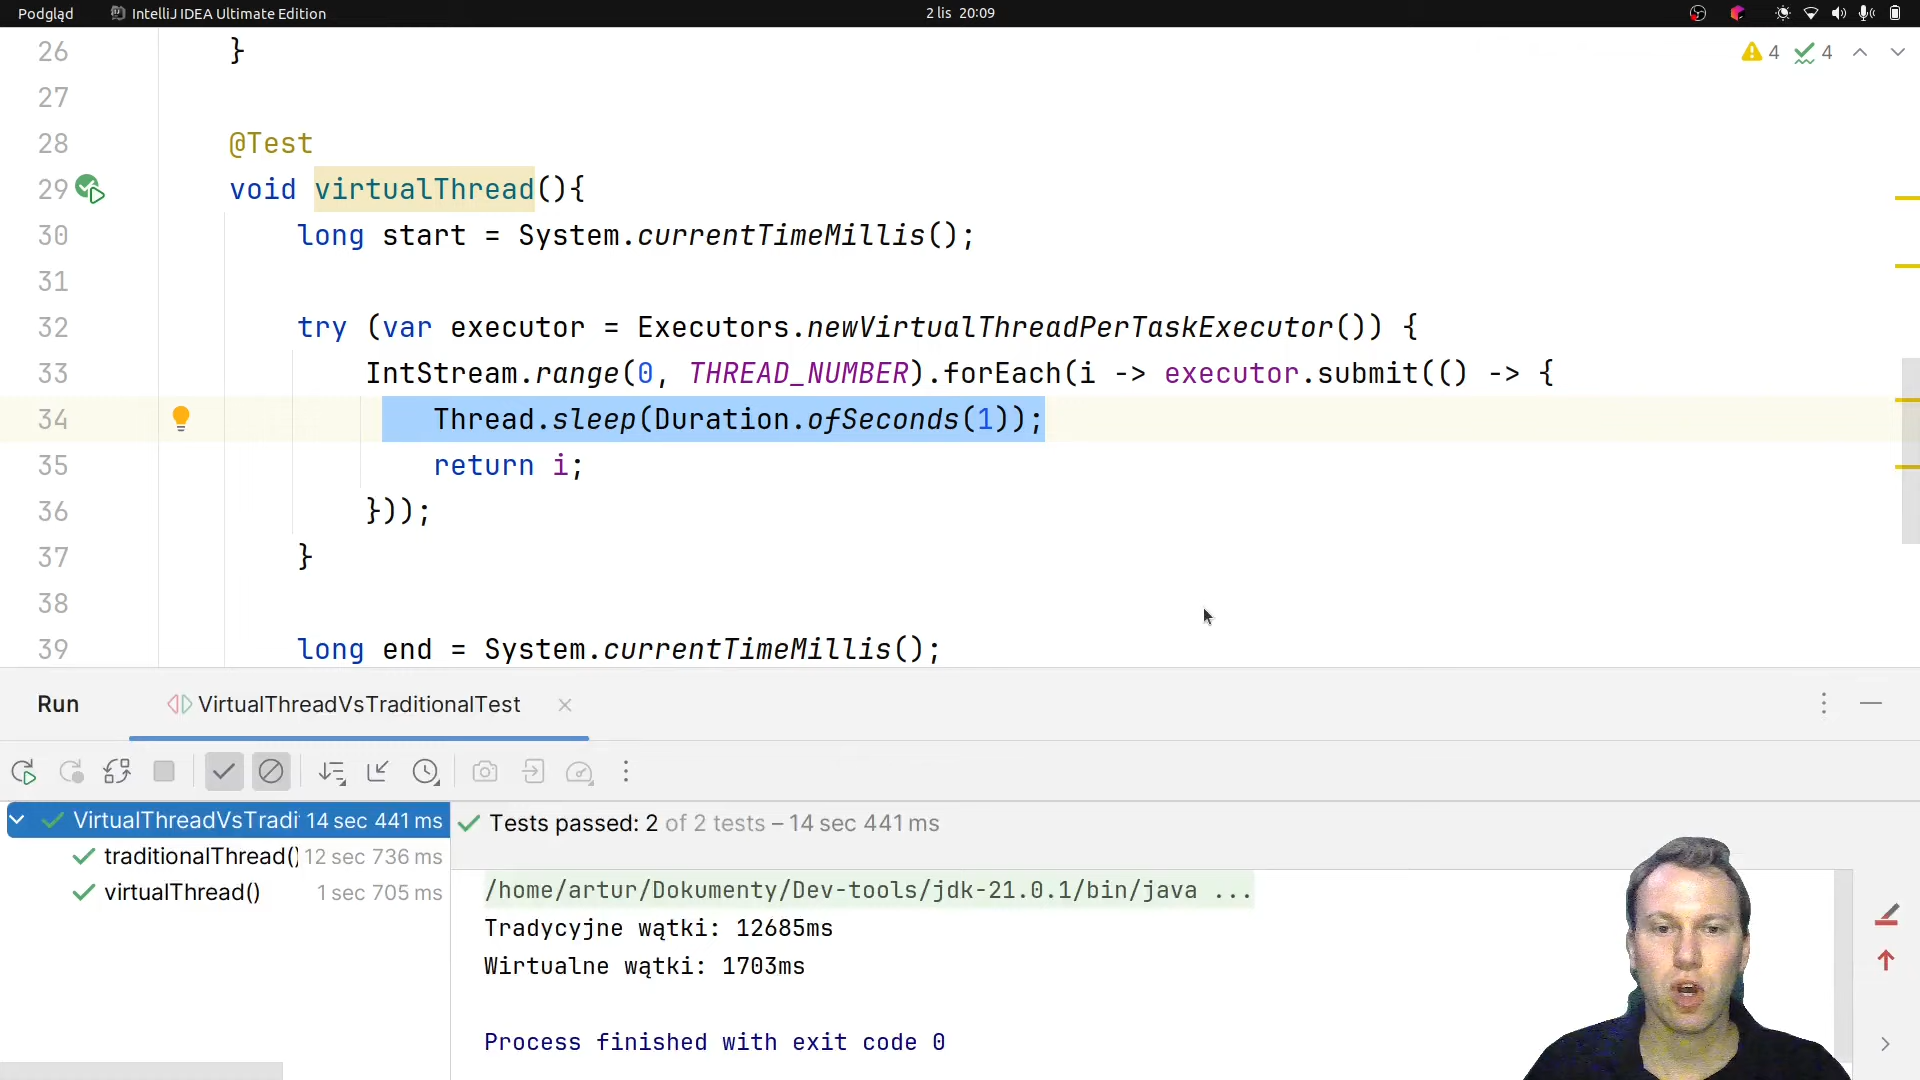 Podgląd IntelliJ IDEA Ultimate Edition 2 lis 20:09
4 4
26 }
27
28 @Test
29 void virtualThread(){
30 long start = System.currentTimeMillis();
31
32 try (var executor = Executors.newVirtualThreadPerTaskExecutor()) {
33 IntStream.range(0, THREAD_NUMBER).forEach(i -> executor.submit(() -> {
34 Thread.sleep(Duration.ofSeconds(1));
35 return i;
36 }));
37 }
38
39 long end = System.currentTimeMillis();
Run VirtualThreadVsTraditionalTest
VirtualThreadVsTradi 14 sec 441 ms
traditionalThread() 12 sec 736 ms
virtualThread() 1 sec 705 ms
Tests passed: 2 of 2 tests – 14 sec 441 ms
/home/artur/Dokumenty/Dev-tools/jdk-21.0.1/bin/java ...
Tradycyjne wątki: 12685ms
Wirtualne wątki: 1703ms
Process finished with exit code 0